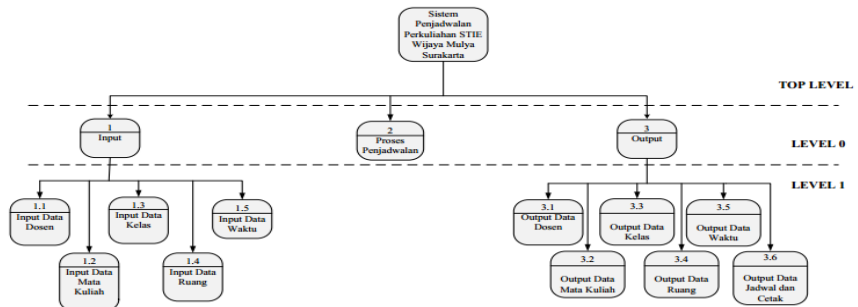 Sistem
Penjadwalan
Perkuliahan STIE
Wijaya Mulya
Surakarta
TOP LEVEL
1
Input
2
Proses
Penjadwalan
3
Output
LEVEL 0
LEVEL 1
1.1
Input Data
Dosen
1.2
Input Data
Mata
Kuliah
1.3
Input Data
Kelas
1.4
Input Data
Ruang
1.5
Input Data
Waktu
3.1
Output Data
Dosen
3.2
Output Data
Mata Kuliah
3.3
Output Data
Kelas
3.4
Output Data
Ruang
3.5
Output Data
Waktu
3.6
Output Data
Jadwal dan
Cetak